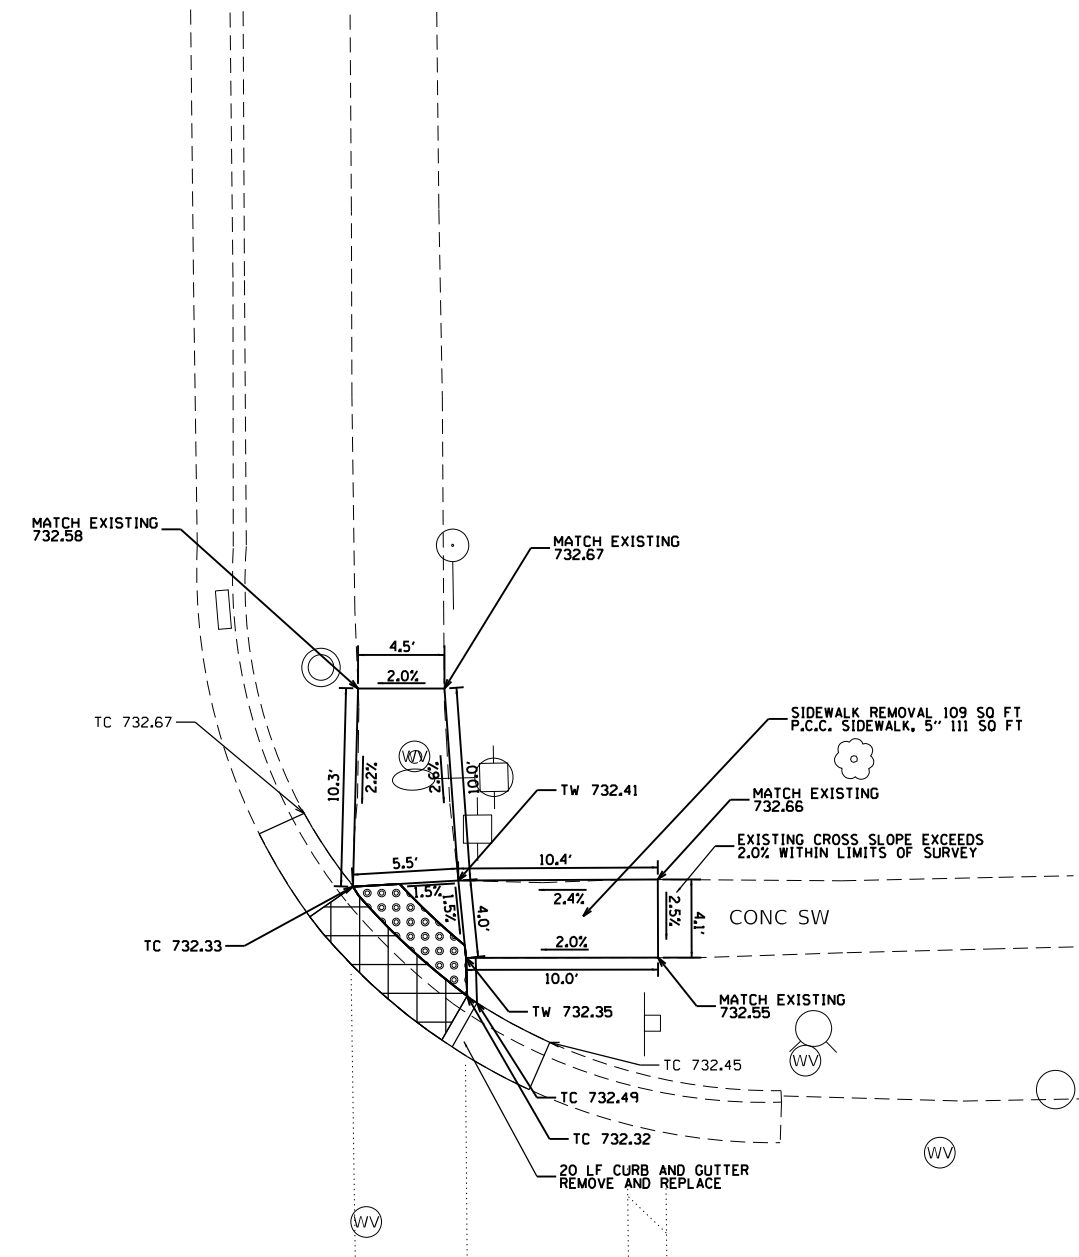 MATCH EXISTING
732.58
MATCH EXISTING
732.67
4.5'
2.0%
TC 732.67
SIDEWALK REMOVAL 109 SQ FT
P.C.C. SIDEWALK, 5" 111 SQ FT
10.3'
2.2%
WV
2.6%
10.0'
TW 732.41
MATCH EXISTING
732.66
EXISTING CROSS SLOPE EXCEEDS
2.0% WITHIN LIMITS OF SURVEY
5.5'
10.4'
1.5%
1.5%
2.4%
4.0'
2.5%
4.1'
CONC SW
TC 732.33
2.0%
10.0'
TW 732.35
MATCH EXISTING
732.55
TC 732.45
WV
TC 732.49
TC 732.32
20 LF CURB AND GUTTER
REMOVE AND REPLACE
WV
WV